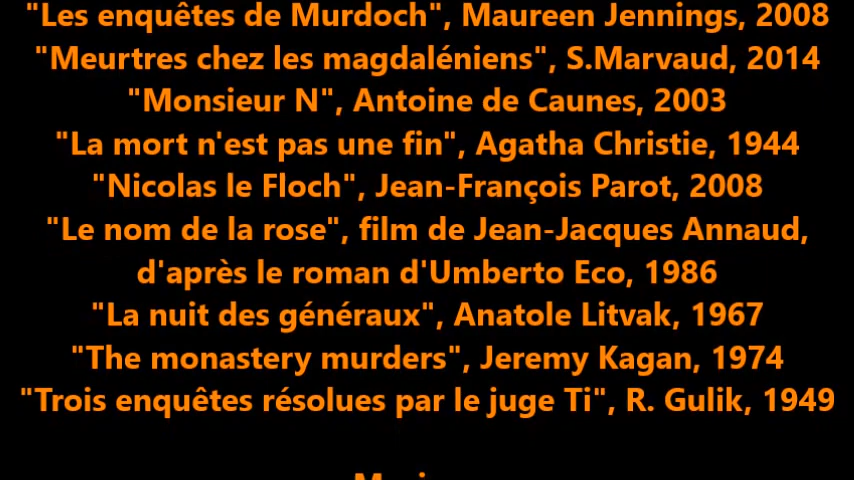 "Les enquêtes de Murdoch", Maureen Jennings, 2008
"Meurtres chez les magdaléniens", S.Marvaud, 2014
"Monsieur N", Antoine de Caunes, 2003
"La mort n'est pas une fin", Agatha Christie, 1944
"Nicolas le Floch", Jean-François Parot, 2008
"Le nom de la rose", film de Jean-Jacques Annaud,
d'après le roman d'Umberto Eco, 1986
"La nuit des généraux", Anatole Litvak, 1967
"The monastery murders", Jeremy Kagan, 1974
"Trois enquêtes résolues par le juge Ti", R. Gulik, 1949